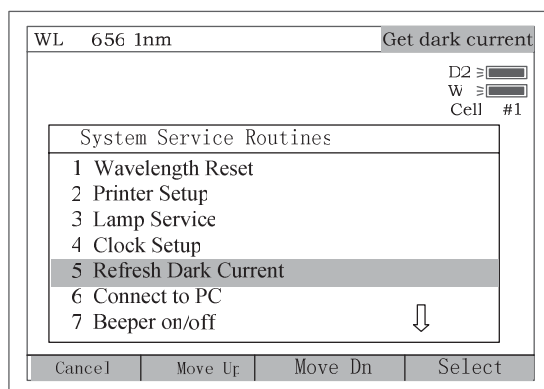 WL 656 1nm Get dark current
D2
W
Cell #1
System Service Routines
1 Wavelength Reset
2 Printer Setup
3 Lamp Service
4 Clock Setup
5 Refresh Dark Current
6 Connect to PC
7 Beeper on/off
Cancel Move Up Move Dn Select